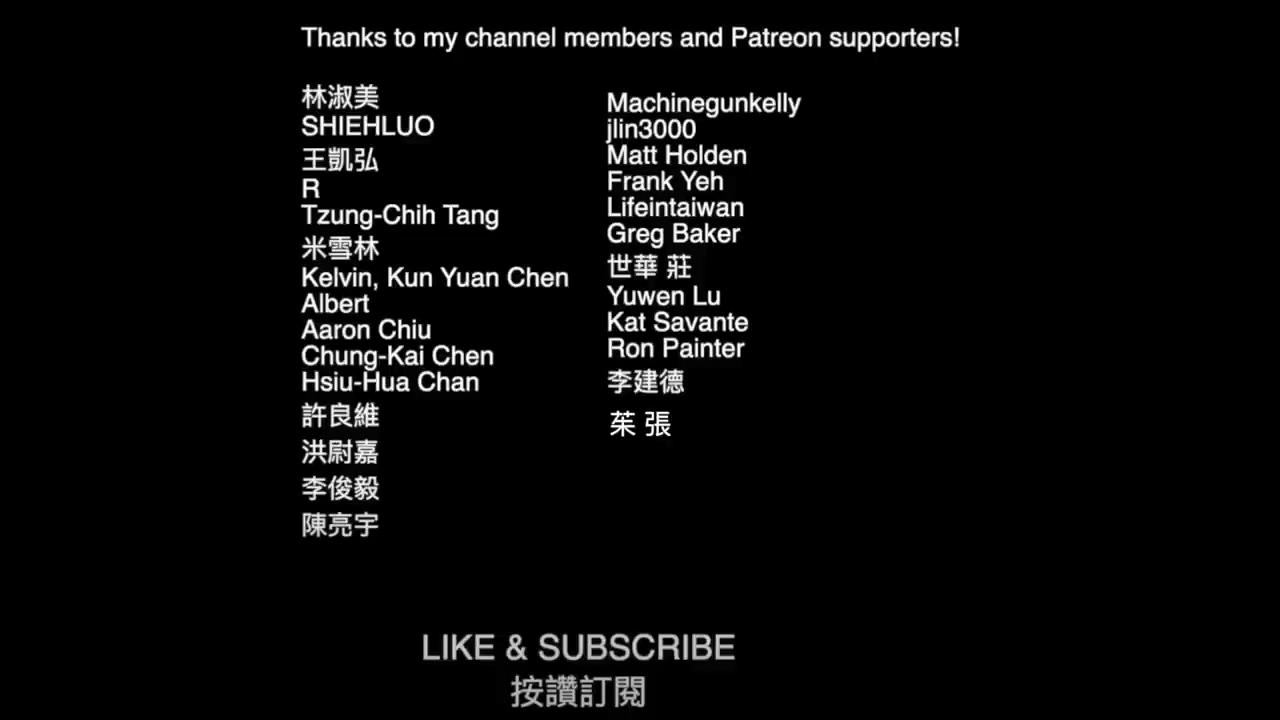 Thanks to my channel members and Patreon supporters!
林淑美
SHIEHLUO
王凱弘
R
Tzung-Chih Tang
米雪林
Kelvin, Kun Yuan Chen
Albert
Aaron Chiu
Chung-Kai Chen
Hsiu-Hua Chan
許良維
洪尉嘉
李俊毅
陳亮宇
Machinegunkelly
jlin3000
Matt Holden
Frank Yeh
Lifeintaiwan
Greg Baker
世華 莊
Yuwen Lu
Kat Savante
Ron Painter
李建德
茱 張
LIKE & SUBSCRIBE
按讚訂閱